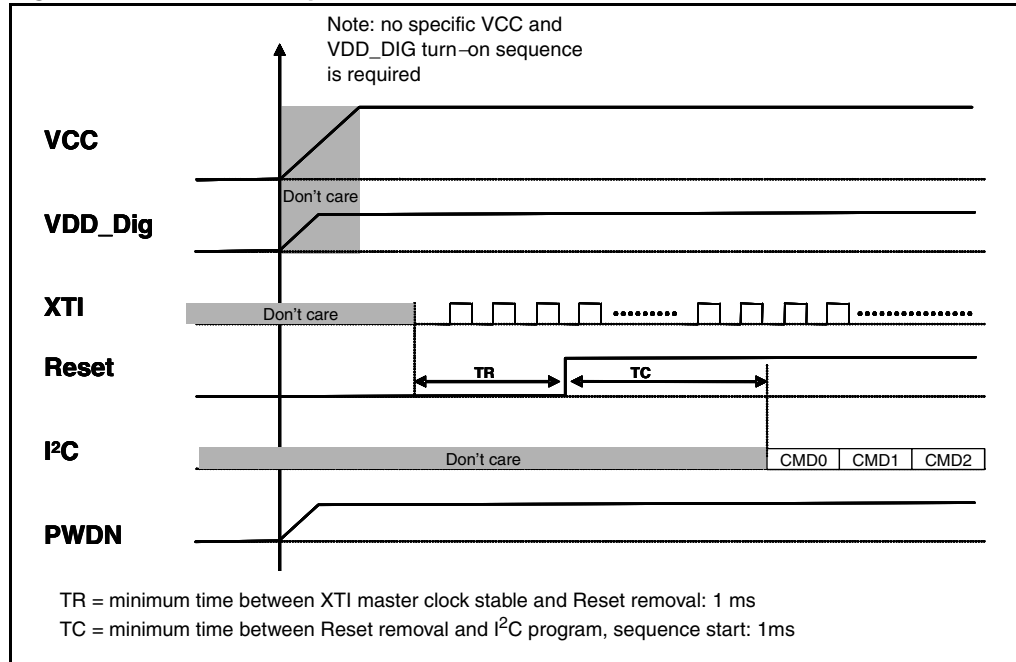 Note: no specific VCC and
VDD_DIG turn–on sequence
is required
VCC
Don't care
VDD_Dig
XTI
Don't care
Reset
TR
TC
I²C
Don't care
CMD0 CMD1 CMD2
PWDN
TR = minimum time between XTI master clock stable and Reset removal: 1 ms
TC = minimum time between Reset removal and I²C program, sequence start: 1ms